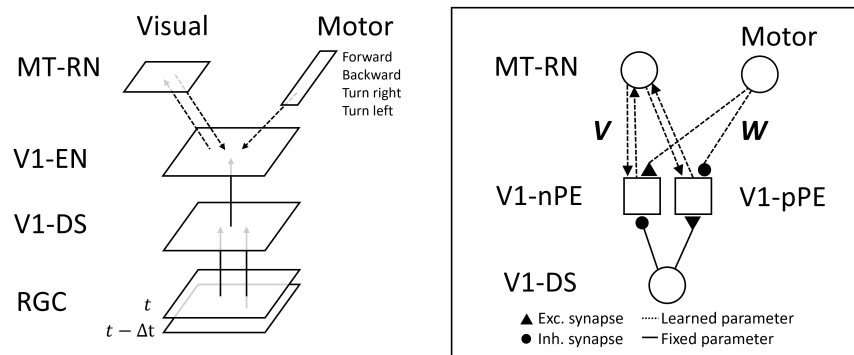 Visual
Motor
MT-RN
Forward
Backward
Turn right
Turn left
V1-EN
V1-DS
RGC
t
t − Δt
Motor
MT-RN
V
W
V1-nPE
V1-pPE
V1-DS
Exc. synapse
Learned parameter
Inh. synapse
Fixed parameter